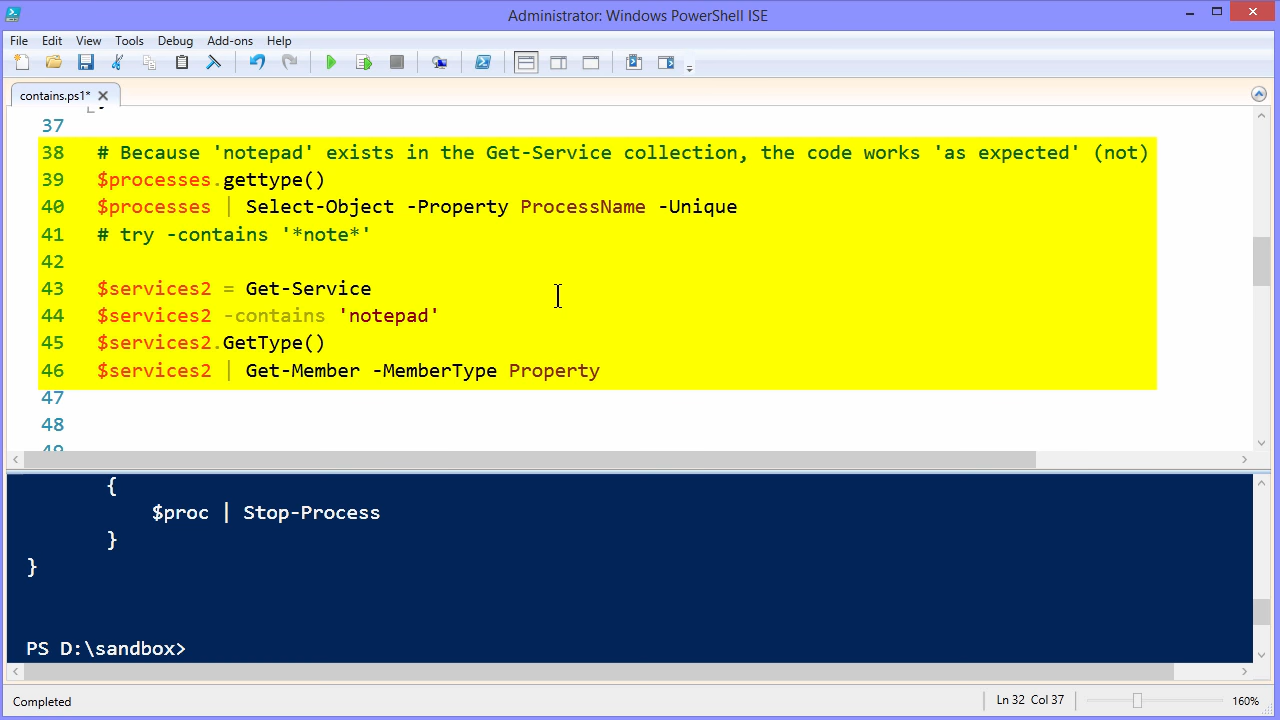 Administrator: Windows PowerShell ISE
File Edit View Tools Debug Add-ons Help
contains.ps1*
37
38 # Because 'notepad' exists in the Get-Service collection, the code works 'as expected' (not)
39 $processes.gettype()
40 $processes | Select-Object -Property ProcessName -Unique
41 # try -contains '*note*'
42
43 $services2 = Get-Service
44 $services2 -contains 'notepad'
45 $services2.GetType()
46 $services2 | Get-Member -MemberType Property
47
48
{
$proc | Stop-Process
}
}
PS D:\sandbox>
Completed Ln 32 Col 37 160%